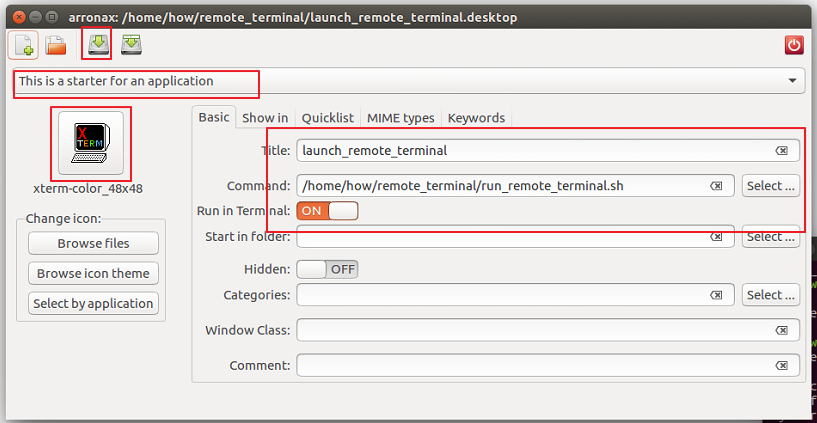 arronax: /home/how/remote_terminal/launch_remote_terminal.desktop
This is a starter for an application
X
TERM
xterm-color_48x48
Change icon:
Browse files
Browse icon theme
Select by application
Basic Show in Quicklist MIME types Keywords
Title: launch_remote_terminal
Command: /home/how/remote_terminal/run_remote_terminal.sh Select ...
Run in Terminal: ON
Start in folder: Select ...
Hidden: OFF
Categories: Select ...
Window Class:
Comment: